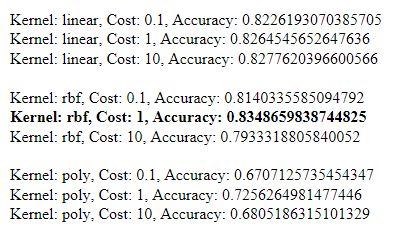 Kernel: linear, Cost: 0.1, Accuracy: 0.8226193070385705
Kernel: linear, Cost: 1, Accuracy: 0.8264545652647636
Kernel: linear, Cost: 10, Accuracy: 0.8277620396600566
Kernel: rbf, Cost: 0.1, Accuracy: 0.8140335585094792
Kernel: rbf, Cost: 1, Accuracy: 0.8348659838744825
Kernel: rbf, Cost: 10, Accuracy: 0.7933318805840052
Kernel: poly, Cost: 0.1, Accuracy: 0.6707125735454347
Kernel: poly, Cost: 1, Accuracy: 0.7256264981477446
Kernel: poly, Cost: 10, Accuracy: 0.6805186315101329